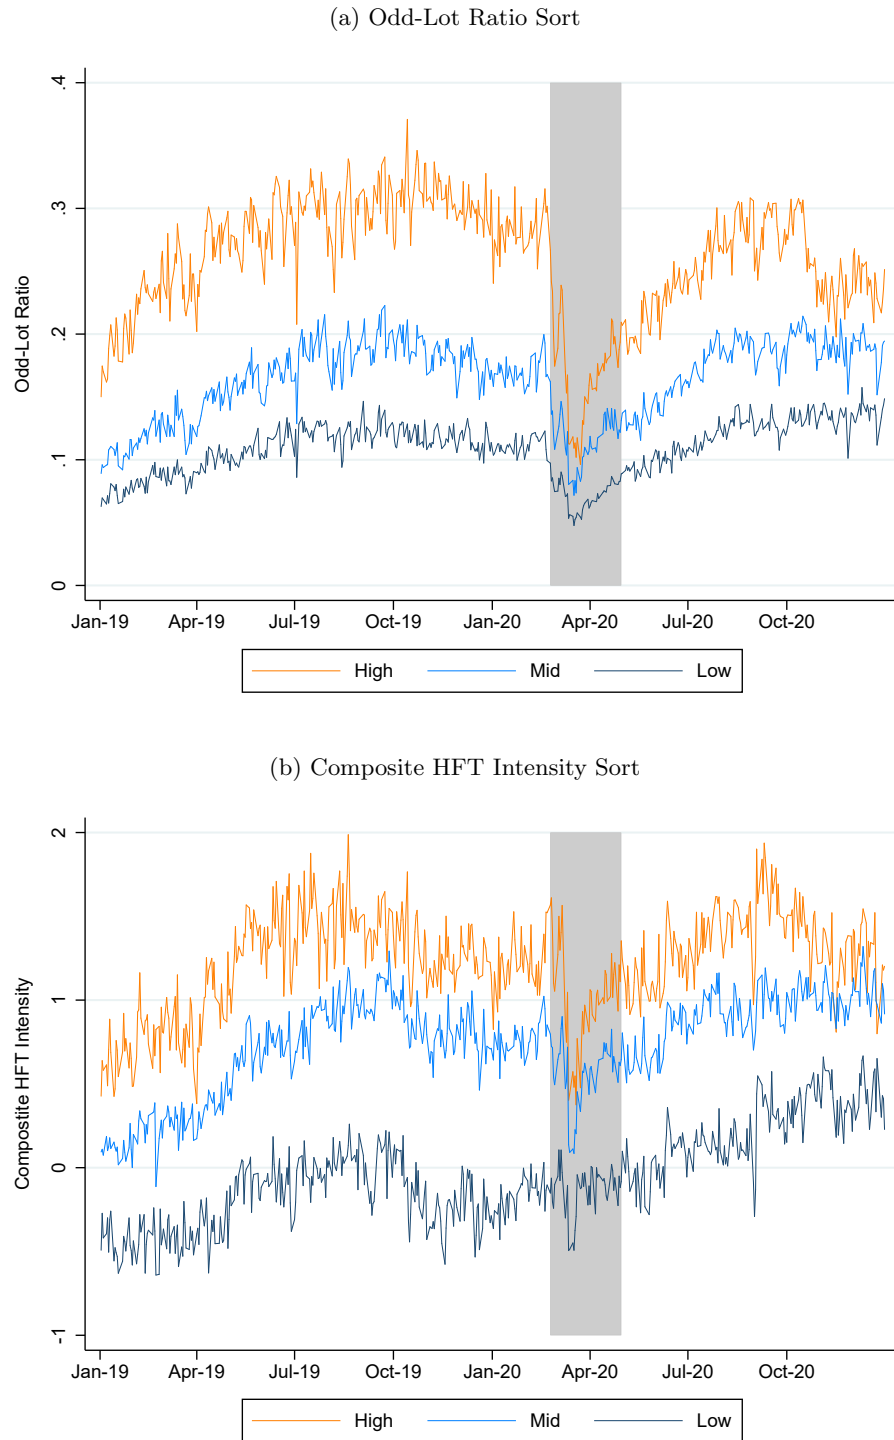 (a) Odd-Lot Ratio Sort
.4
.3
.2
.1
0
Odd-Lot Ratio
Jan-19 Apr-19 Jul-19 Oct-19 Jan-20 Apr-20 Jul-20 Oct-20
High Mid Low
(b) Composite HFT Intensity Sort
2
1
0
-1
Compostite HFT Intensity
Jan-19 Apr-19 Jul-19 Oct-19 Jan-20 Apr-20 Jul-20 Oct-20
High Mid Low